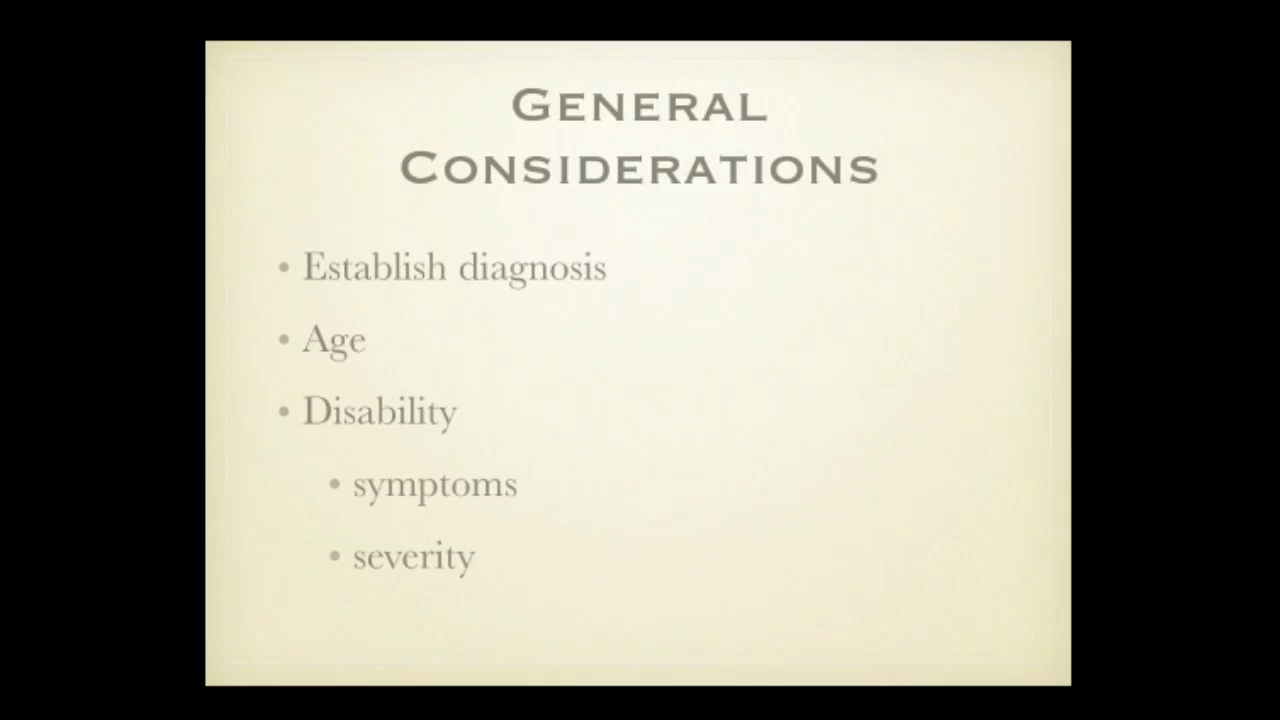 General
Considerations
• Establish diagnosis
• Age
• Disability
• symptoms
• severity